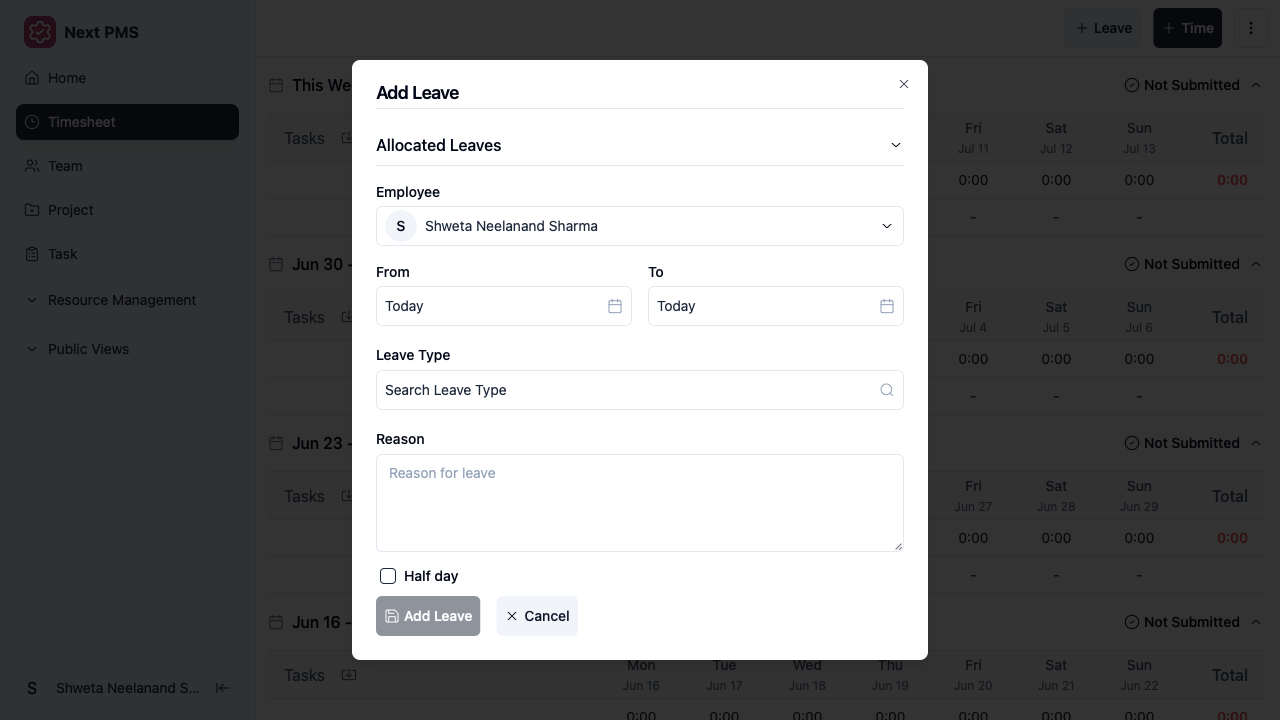 Next PMS
+ Leave
+ Time
Home
Timesheet
Team
Project
Task
Resource Management
Public Views
S Shweta Neelanand S...
Add Leave
Allocated Leaves
Employee
S Shweta Neelanand Sharma
From To
Today Today
Leave Type
Search Leave Type
Reason
Reason for leave
Half day
Add Leave Cancel
This We Not Submitted
Tasks Fri Sat Sun Total
Jul 11 Jul 12 Jul 13
0:00 0:00 0:00 0:00
- - -
Jun 30 - Not Submitted
Tasks Fri Sat Sun Total
Jul 4 Jul 5 Jul 6
0:00 0:00 0:00 0:00
- - -
Jun 23 - Not Submitted
Tasks Fri Sat Sun Total
Jun 27 Jun 28 Jun 29
0:00 0:00 0:00 0:00
- - -
Jun 16 - Not Submitted
Tasks Mon Tue Wed Thu Fri Sat Sun Total
Jun 16 Jun 17 Jun 18 Jun 19 Jun 20 Jun 21 Jun 22
0:00 0:00 0:00 0:00 0:00 0:00 0:00 0:00